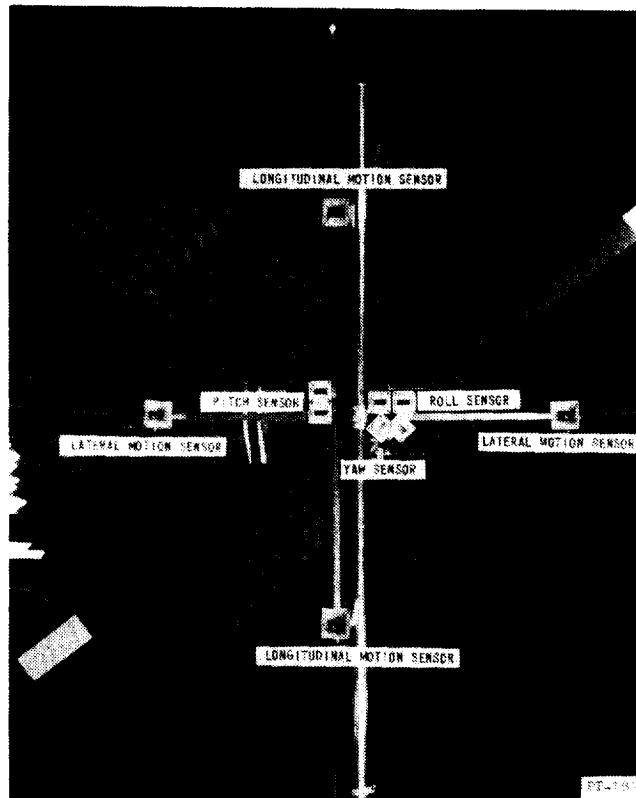 LONGITUDINAL MOTION SENSOR
PITCH SENSOR
ROLL SENSOR
LATERAL MOTION SENSOR
LATERAL MOTION SENSOR
YAW SENSOR
LONGITUDINAL MOTION SENSOR